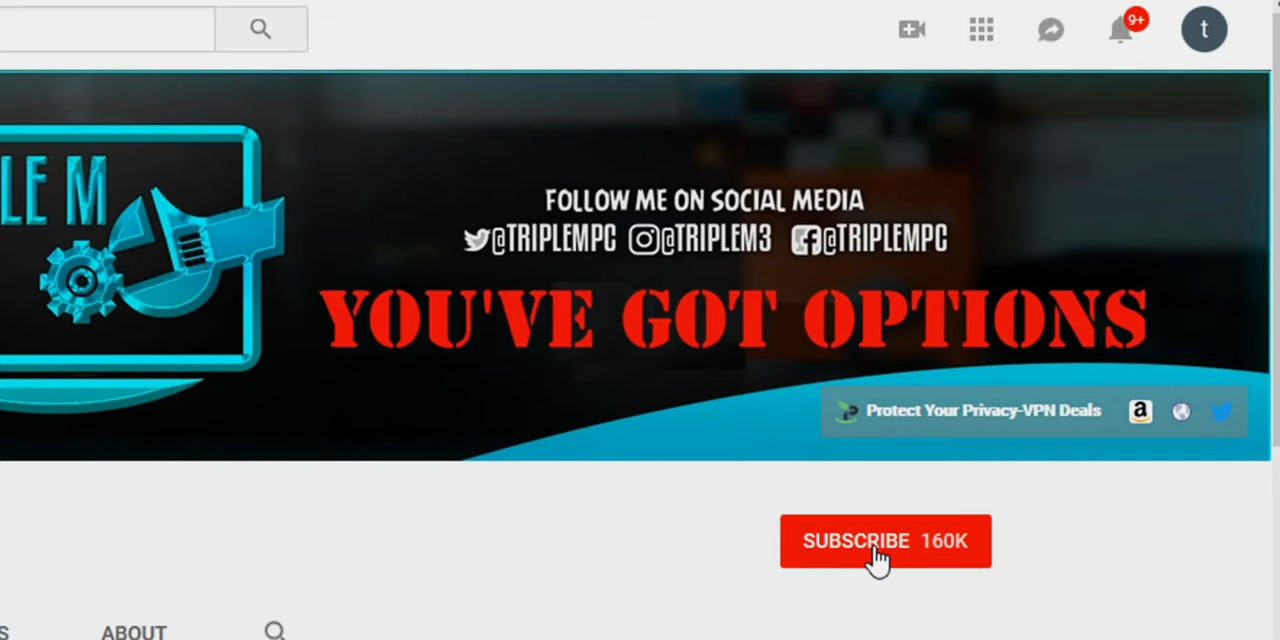 9+
t
LE M
FOLLOW ME ON SOCIAL MEDIA
@TRIPLEMPC @TRIPLEM3 @TRIPLEMPC
YOU'VE GOT OPTIONS
Protect Your Privacy-VPN Deals
SUBSCRIBE 160K
S ABOUT